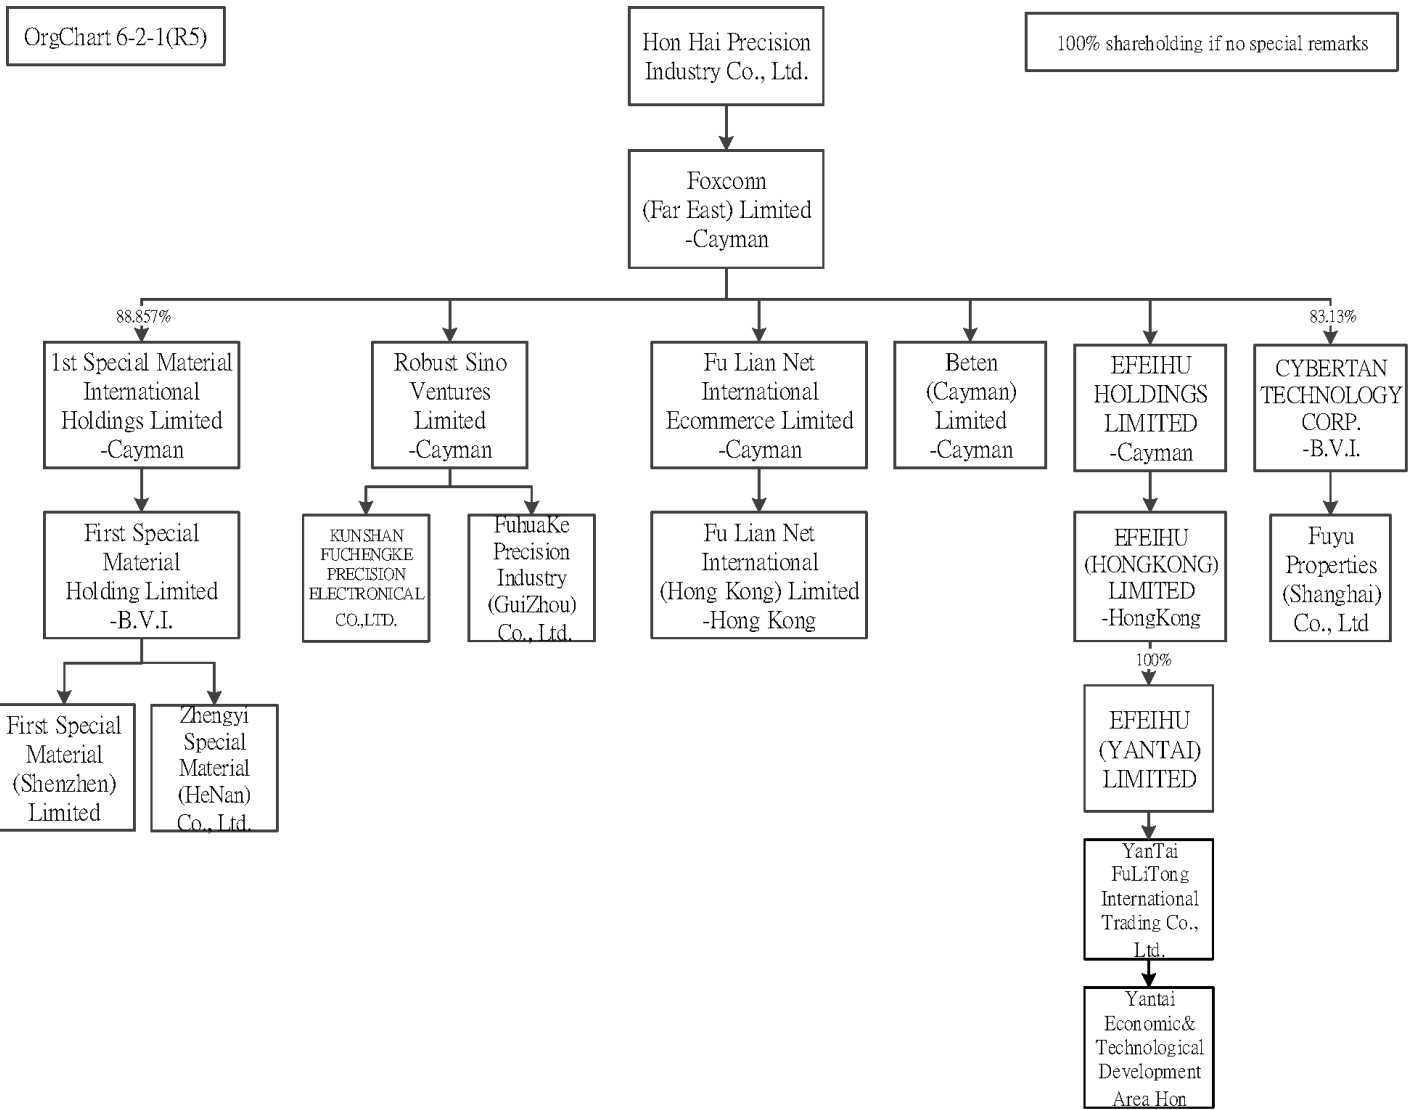 OrgChart 6-2-1(R5)
Hon Hai Precision
Industry Co., Ltd.
100% shareholding if no special remarks
Foxconn
(Far East) Limited
-Cayman
88.857%
83.13%
1st Special Material
International
Holdings Limited
-Cayman
Robust Sino
Ventures
Limited
-Cayman
Fu Lian Net
International
Ecommerce Limited
-Cayman
Beten
(Cayman)
Limited
-Cayman
EFEIHU
HOLDINGS
LIMITED
-Cayman
CYBERTAN
TECHNOLOGY
CORP.
-B.V.I.
First Special
Material
Holding Limited
-B.V.I.
KUNSHAN
FUCHENGKE
PRECISION
ELECTRONICAL
CO.,LTD.
FuhuaKe
Precision
Industry
(GuiZhou)
Co., Ltd.
Fu Lian Net
International
(Hong Kong) Limited
-Hong Kong
EFEIHU
(HONGKONG)
LIMITED
-HongKong
Fuyu
Properties
(Shanghai)
Co., Ltd
100%
First Special
Material
(Shenzhen)
Limited
Zhengyi
Special
Material
(HeNan)
Co., Ltd.
EFEIHU
(YANTAI)
LIMITED
YanTai
FuLiTong
International
Trading Co.,
Ltd.
Yantai
Economic&
Technological
Development
Area Hon